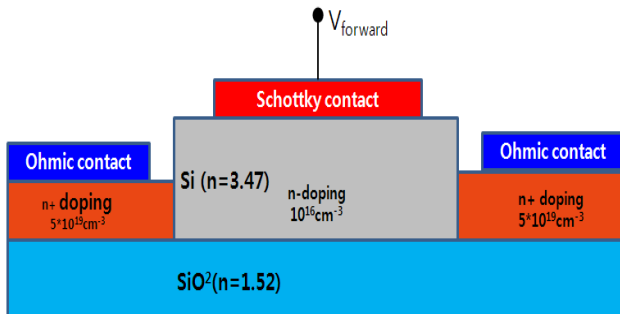 V_forward
Schottky contact
Ohmic contact
Ohmic contact
Si (n=3.47)
n-doping
10¹⁶cm⁻³
n+ doping
5*10¹⁹cm⁻³
n+ doping
5*10¹⁹cm⁻³
SiO²(n=1.52)